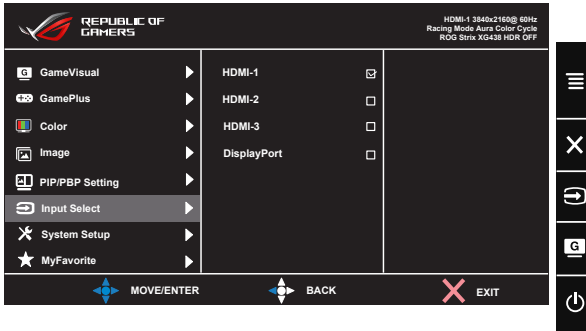 REPUBLIC OF
GAMERS
HDMI-1 3840x2160@ 60Hz
Racing Mode Aura Color Cycle
ROG Strix XG438 HDR OFF
G GameVisual
GamePlus
Color
Image
PIP/PBP Setting
Input Select
System Setup
MyFavorite
HDMI-1
HDMI-2
HDMI-3
DisplayPort
MOVE/ENTER
BACK
EXIT
G